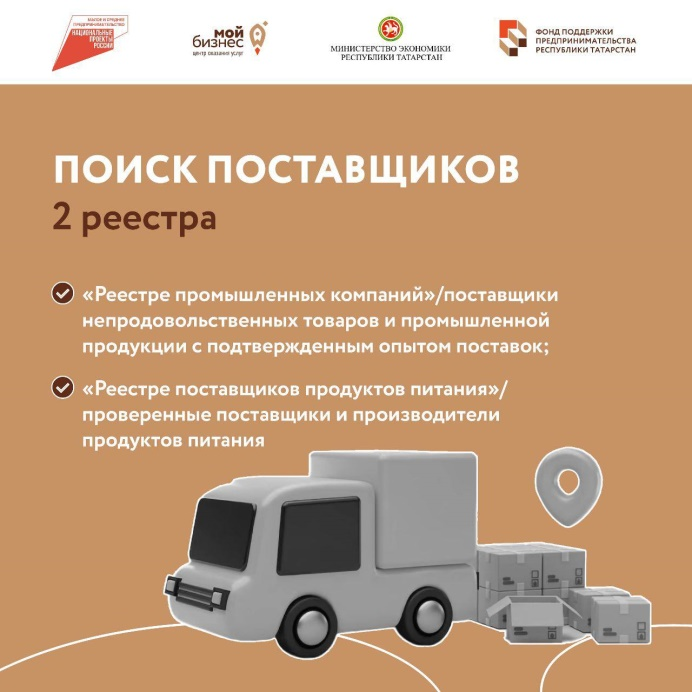 МАЛОЕ И СРЕДНЕЕ
ПРЕДПРИНИМАТЕЛЬСТВО
НАЦИОНАЛЬНЫЕ
ПРОЕКТЫ
РОССИИ
мой
бизнес
центр оказания услуг
МИНИСТЕРСТВО ЭКОНОМИКИ
РЕСПУБЛИКИ ТАТАРСТАН
ФОНД ПОДДЕРЖКИ
ПРЕДПРИНИМАТЕЛЬСТВА
РЕСПУБЛИКИ ТАТАРСТАН
ПОИСК ПОСТАВЩИКОВ
2 реестра
«Реестре промышленных компаний»/поставщики
непродовольственных товаров и промышленной
продукции с подтвержденным опытом поставок;
«Реестре поставщиков продуктов питания»/
проверенные поставщики и производители
продуктов питания